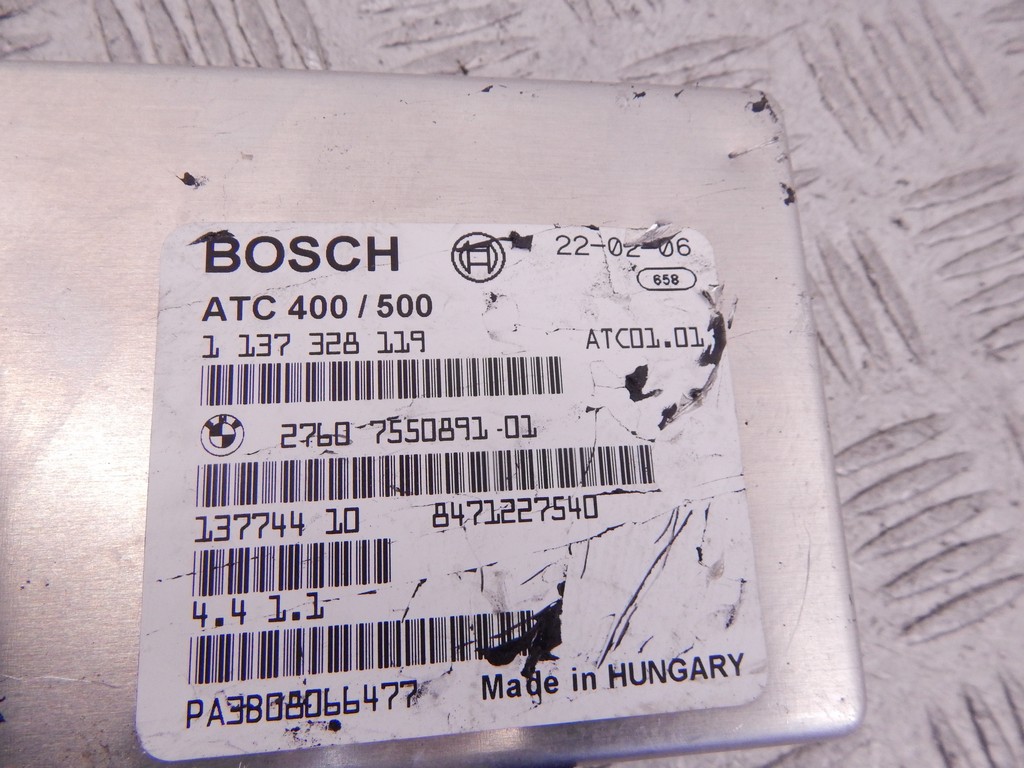 BOSCH 22-02-06
658
ATC 400 / 500
1 137 328 119 ATC01.01
2760 7550891-01
137744 10 8471227540
4.4 1.1
Made in HUNGARY
PA3B08066477